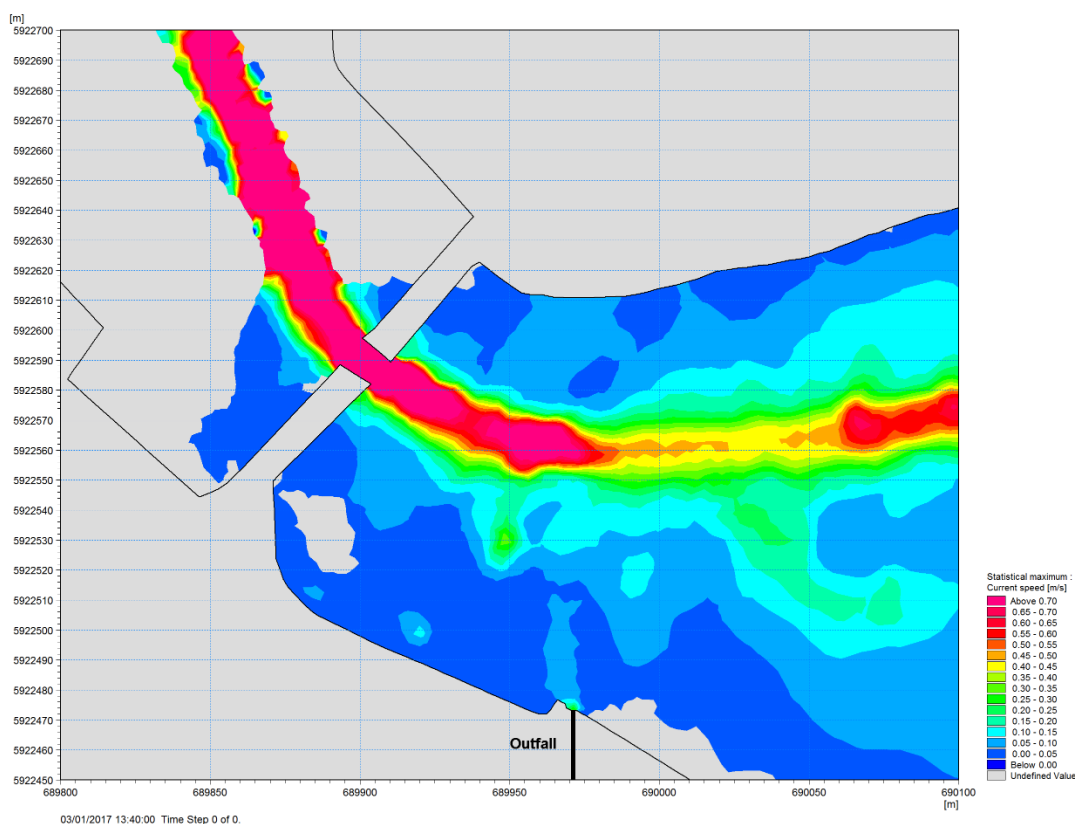 [m]
5922700
5922690
5922680
5922670
5922660
5922650
5922640
5922630
5922620
5922610
5922600
5922590
5922580
5922570
5922560
5922550
5922540
5922530
5922520
5922510
5922500
5922490
5922480
5922470
5922460
5922450
Outfall
689800 689850 689900 689950 690000 690050 690100
[m]
Statistical maximum :
Current speed [m/s]
Above 0.70
0.65 - 0.70
0.60 - 0.65
0.55 - 0.60
0.50 - 0.55
0.45 - 0.50
0.40 - 0.45
0.35 - 0.40
0.30 - 0.35
0.25 - 0.30
0.20 - 0.25
0.15 - 0.20
0.10 - 0.15
0.05 - 0.10
0.00 - 0.05
Below 0.00
Undefined Value
03/01/2017 13:40:00 Time Step 0 of 0.